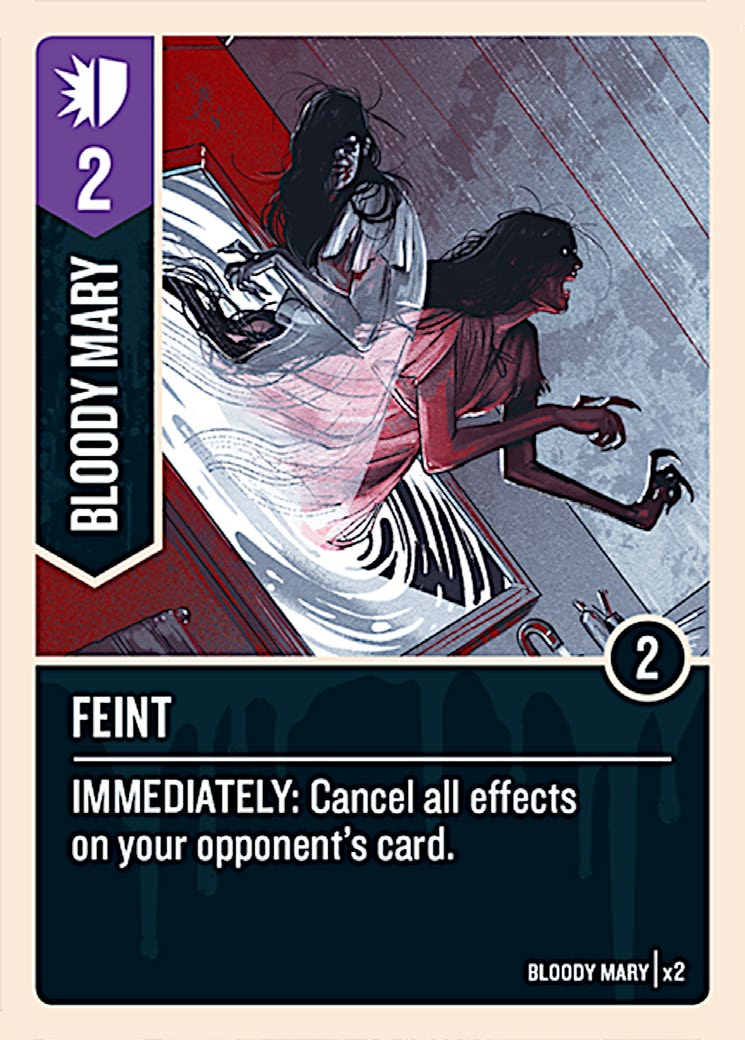 2
BLOODY MARY
2
FEINT
IMMEDIATELY: Cancel all effects
on your opponent's card.
BLOODY MARY | x2